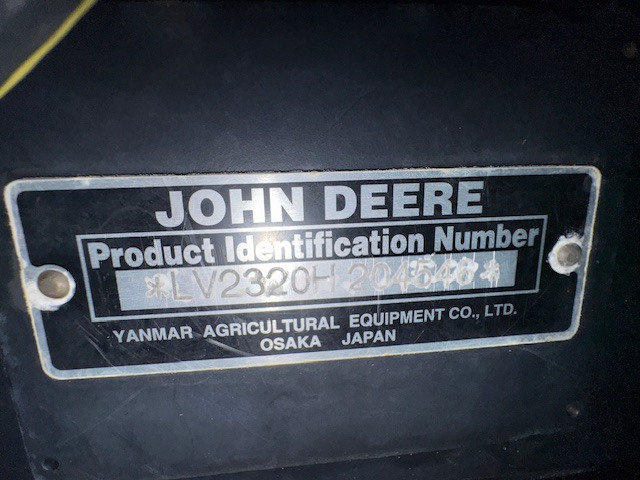 JOHN DEERE
Product Identification Number
*LV2320H204546*
YANMAR AGRICULTURAL EQUIPMENT CO., LTD.
OSAKA JAPAN